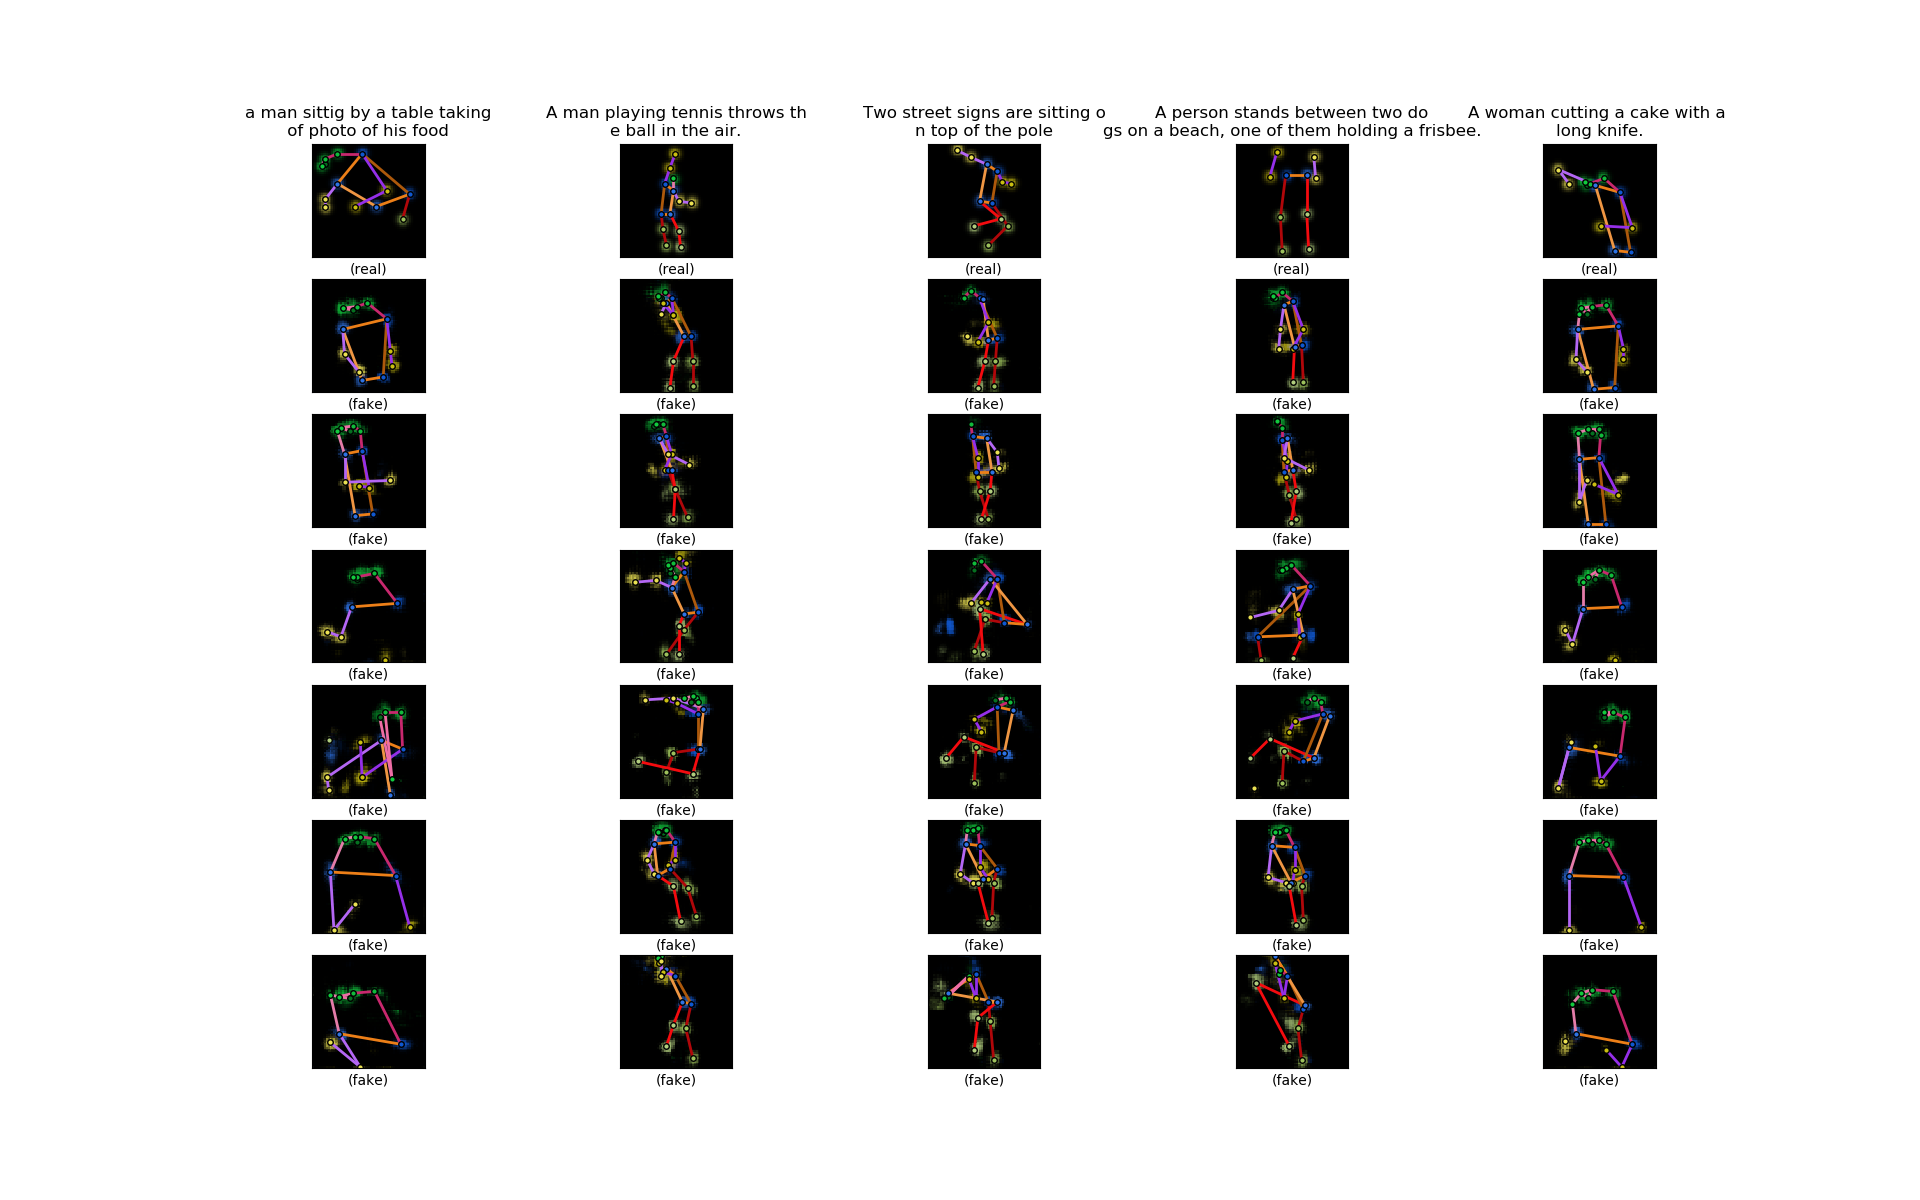 a man sittig by a table taking
of photo of his food
A man playing tennis throws th
e ball in the air.
Two street signs are sitting o
n top of the pole
A person stands between two do
gs on a beach, one of them holding a frisbee.
A woman cutting a cake with a
long knife.
(real) (real) (real) (real) (real)
(fake) (fake) (fake) (fake) (fake)
(fake) (fake) (fake) (fake) (fake)
(fake) (fake) (fake) (fake) (fake)
(fake) (fake) (fake) (fake) (fake)
(fake) (fake) (fake) (fake) (fake)
(fake) (fake) (fake) (fake) (fake)